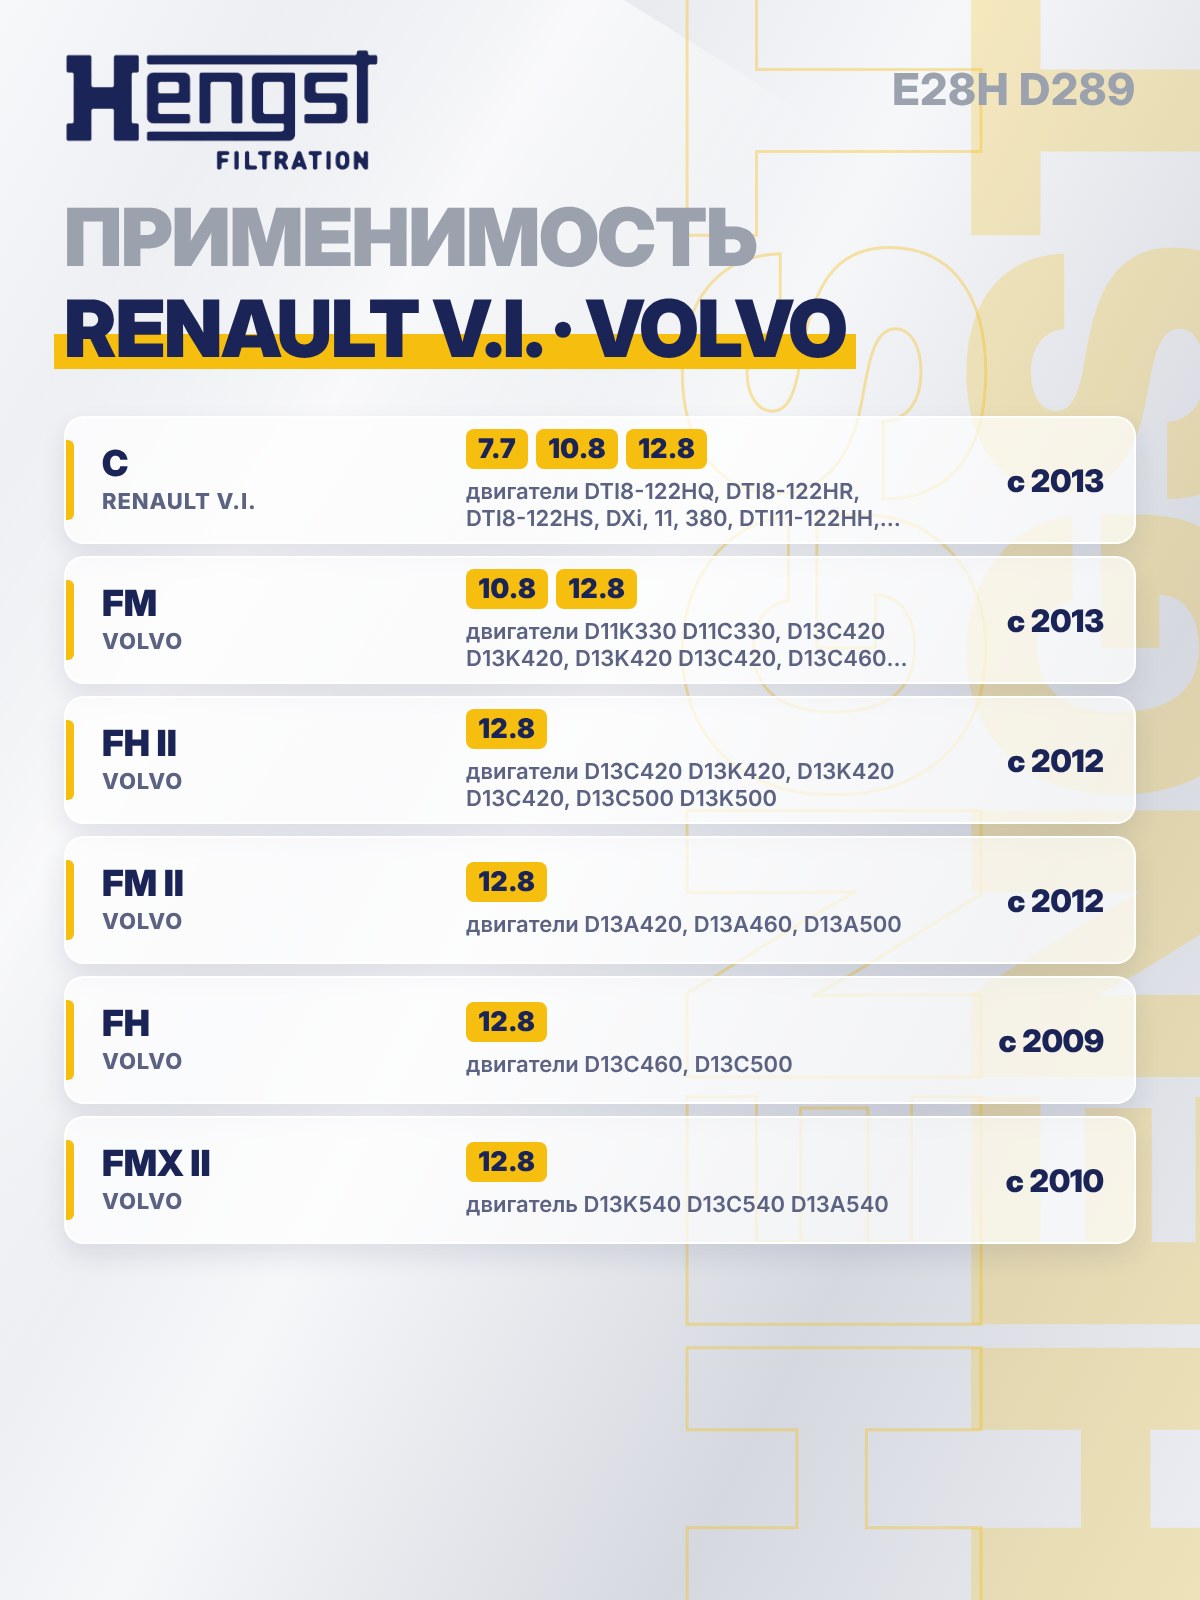 Hengst
FILTRATION
E28H D289
ПРИМЕНИМОСТЬ
RENAULT V.I. · VOLVO
C
RENAULT V.I.
7.7 10.8 12.8
двигатели DTI8-122HQ, DTI8-122HR,
DTI8-122HS, DXi, 11, 380, DTI11-122HH,...
с 2013
FM
VOLVO
10.8 12.8
двигатели D11K330 D11C330, D13C420
D13K420, D13K420 D13C420, D13C460...
с 2013
FH II
VOLVO
12.8
двигатели D13C420 D13K420, D13K420
D13C420, D13C500 D13K500
с 2012
FM II
VOLVO
12.8
двигатели D13A420, D13A460, D13A500
с 2012
FH
VOLVO
12.8
двигатели D13C460, D13C500
с 2009
FMX II
VOLVO
12.8
двигатель D13K540 D13C540 D13A540
с 2010
HENGST
HENGST